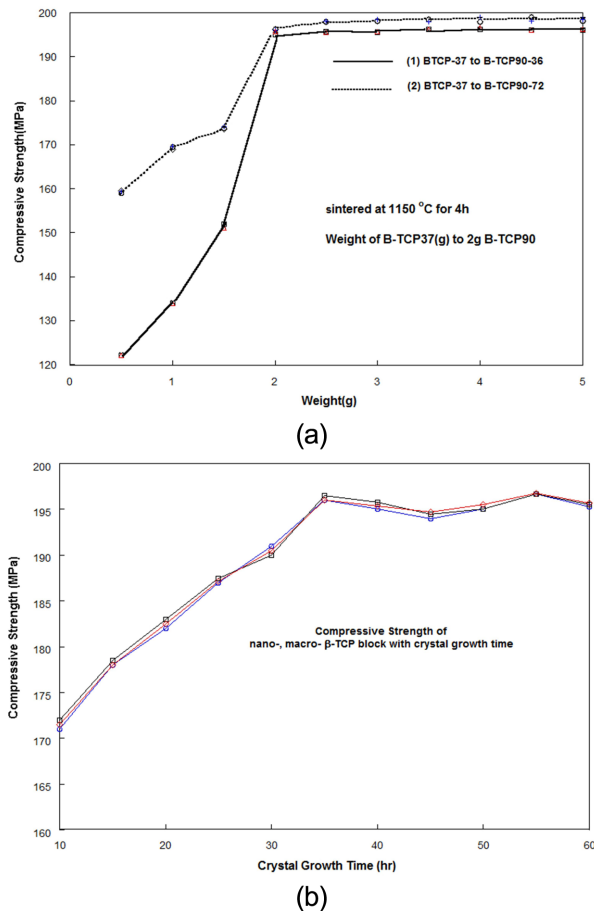 200
190
180
170
160
150
140
130
120
Compressive Strength(MPa)
(1) BTCP-37 to B-TCP90-36
(2) BTCP-37 to B-TCP90-72
sintered at 1150 °C for 4h
Weight of B-TCP37(g) to 2g B-TCP90
0 1 2 3 4 5
Weight(g)
(a)
200
195
190
185
180
175
170
165
160
Compressive Strength (MPa)
Compressive Strength of
nano-, macro- β-TCP block with crystal growth time
10 20 30 40 50 60
Crystal Growth Time (hr)
(b)